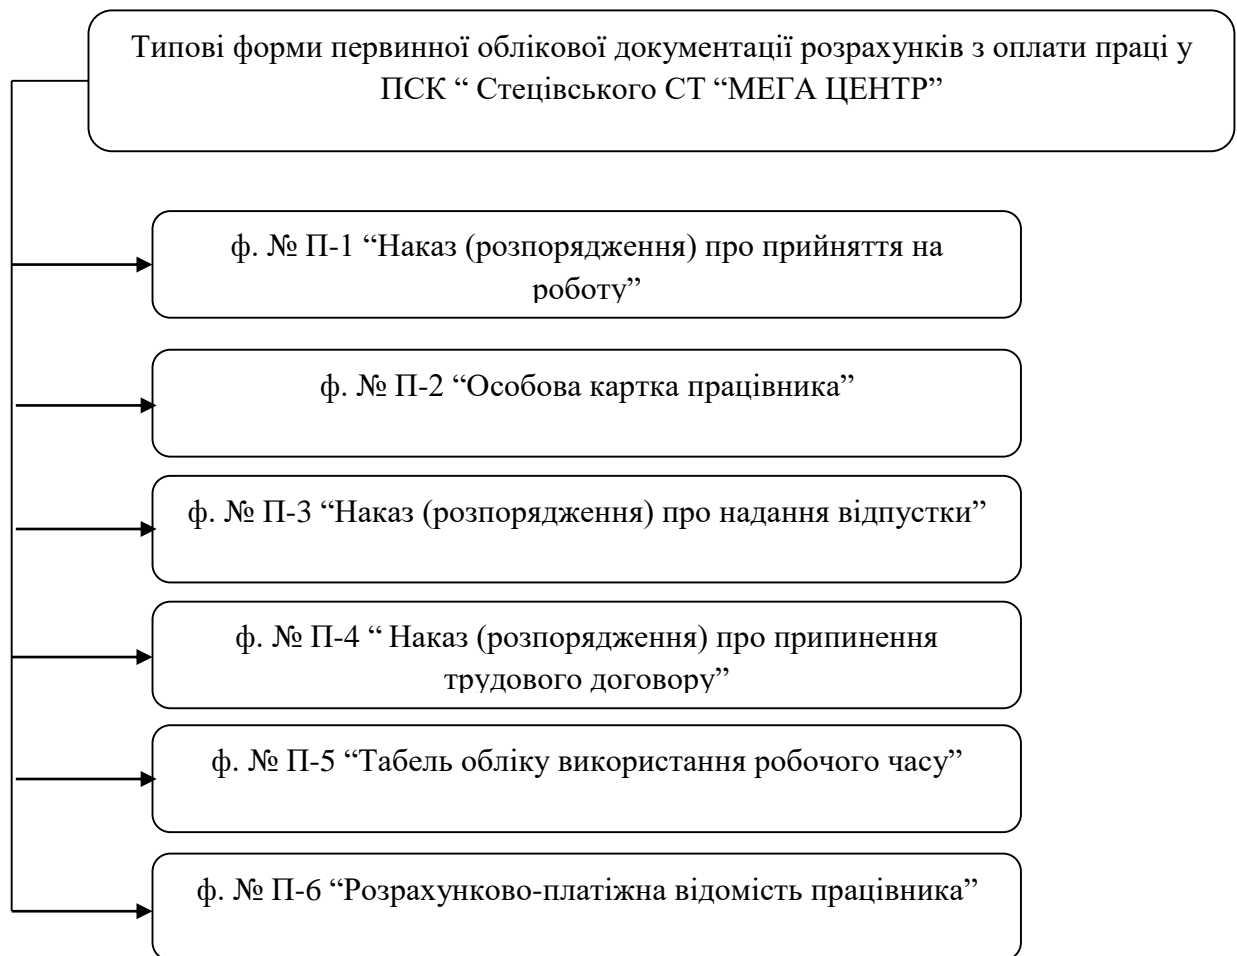 Типові форми первинної облікової документації розрахунків з оплати праці у
ПСК “ Стецівського СТ “МЕГА ЦЕНТР”
ф. № П-1 “Наказ (розпорядження) про прийняття на
роботу”
ф. № П-2 “Особова картка працівника”
ф. № П-3 “Наказ (розпорядження) про надання відпустки”
ф. № П-4 “ Наказ (розпорядження) про припинення
трудового договору”
ф. № П-5 “Табель обліку використання робочого часу”
ф. № П-6 “Розрахунково-платіжна відомість працівника”